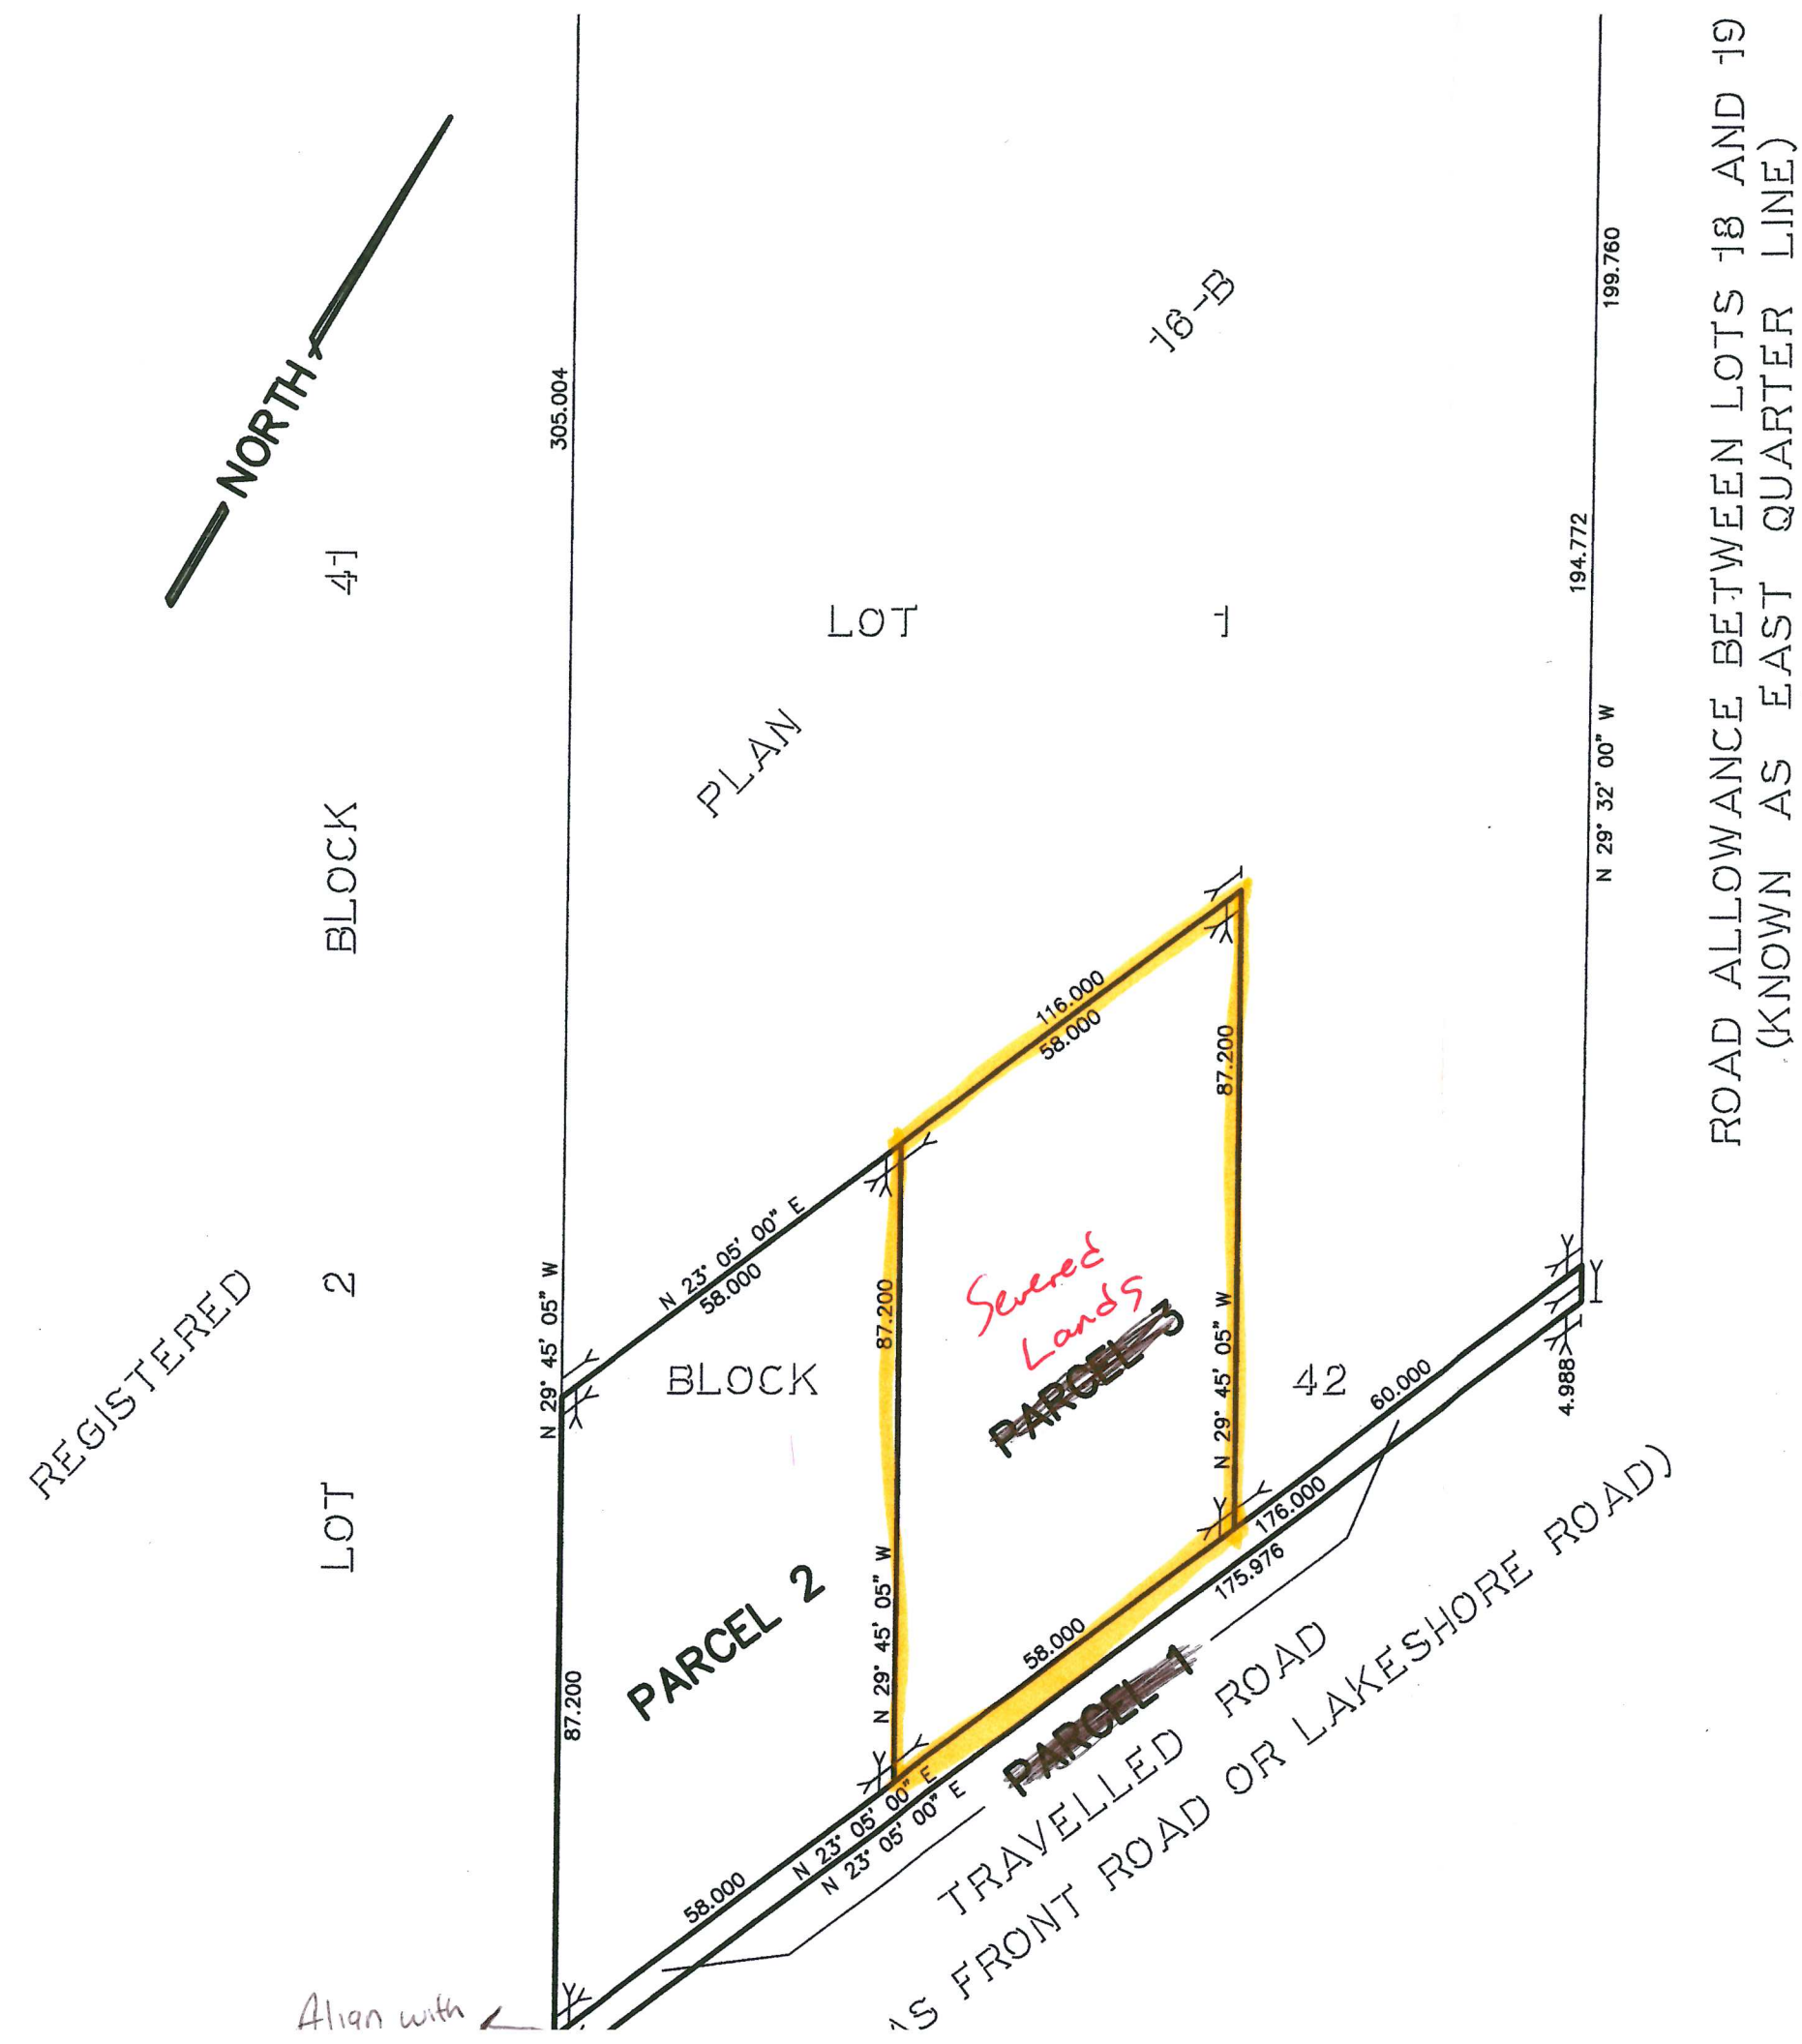 ROAD ALLOWANCE BETWEEN LOTS 18 AND 19
(KNOWN AS EAST QUARTER LINE)
NORTH
305.004
199.760
16-B
BLOCK 41
LOT 1
194.772
PLAN
N 29° 32' 00" W
116.000
58.000
87.200
N 23° 05' 00" E
58.000
REGISTERED
LOT 2
N 29° 45' 05" W
87.200
Severed
Lands
PARCEL 3
N 29° 45' 05" W
BLOCK 42
60.000
4.988
176.000
175.976
PARCEL 2
N 29° 45' 05" W
87.200
58.000
PARCEL 1
TRAVELLED ROAD
AS FRONT ROAD OR LAKESHORE ROAD)
N 23° 05' 00" E
N 23° 05' 00" E
58.000
Align with